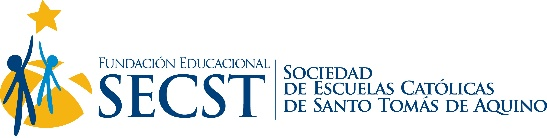 FUNDACIÓN EDUCACIONAL
SECST
SOCIEDAD
DE ESCUELAS CATÓLICAS
DE SANTO TOMÁS DE AQUINO